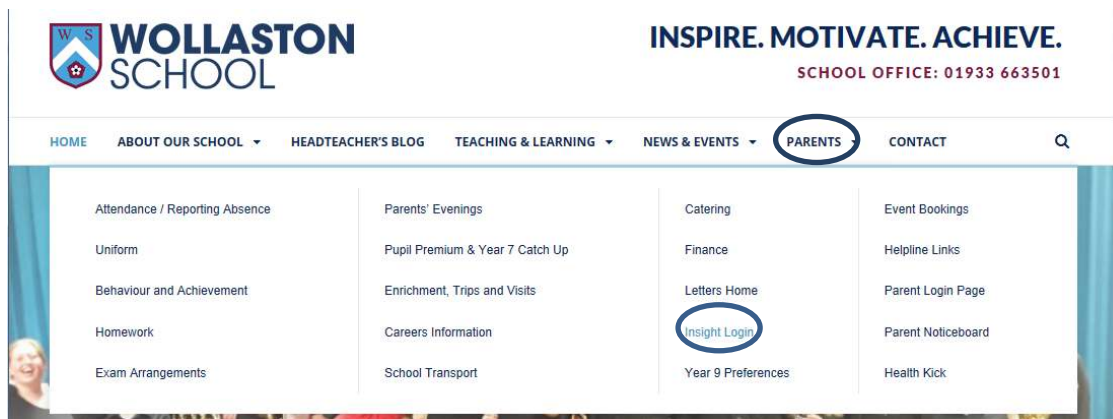 W S
WOLLASTON
SCHOOL
INSPIRE. MOTIVATE. ACHIEVE.
SCHOOL OFFICE: 01933 663501
HOME ABOUT OUR SCHOOL HEADTEACHER'S BLOG TEACHING & LEARNING NEWS & EVENTS PARENTS CONTACT
Attendance / Reporting Absence
Uniform
Behaviour and Achievement
Homework
Exam Arrangements
Parents' Evenings
Pupil Premium & Year 7 Catch Up
Enrichment, Trips and Visits
Careers Information
School Transport
Catering
Finance
Letters Home
Insight Login
Year 9 Preferences
Event Bookings
Helpline Links
Parent Login Page
Parent Noticeboard
Health Kick